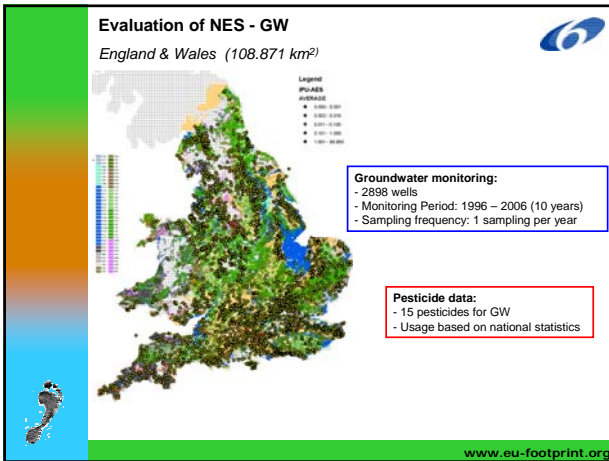 Evaluation of NES - GW
England & Wales (108.871 km²⁾
Legend
IPU-AES
AVERAGE
Groundwater monitoring:
- 2898 wells
- Monitoring Period: 1996 – 2006 (10 years)
- Sampling frequency: 1 sampling per year
Pesticide data:
- 15 pesticides for GW
- Usage based on national statistics
www.eu-footprint.org